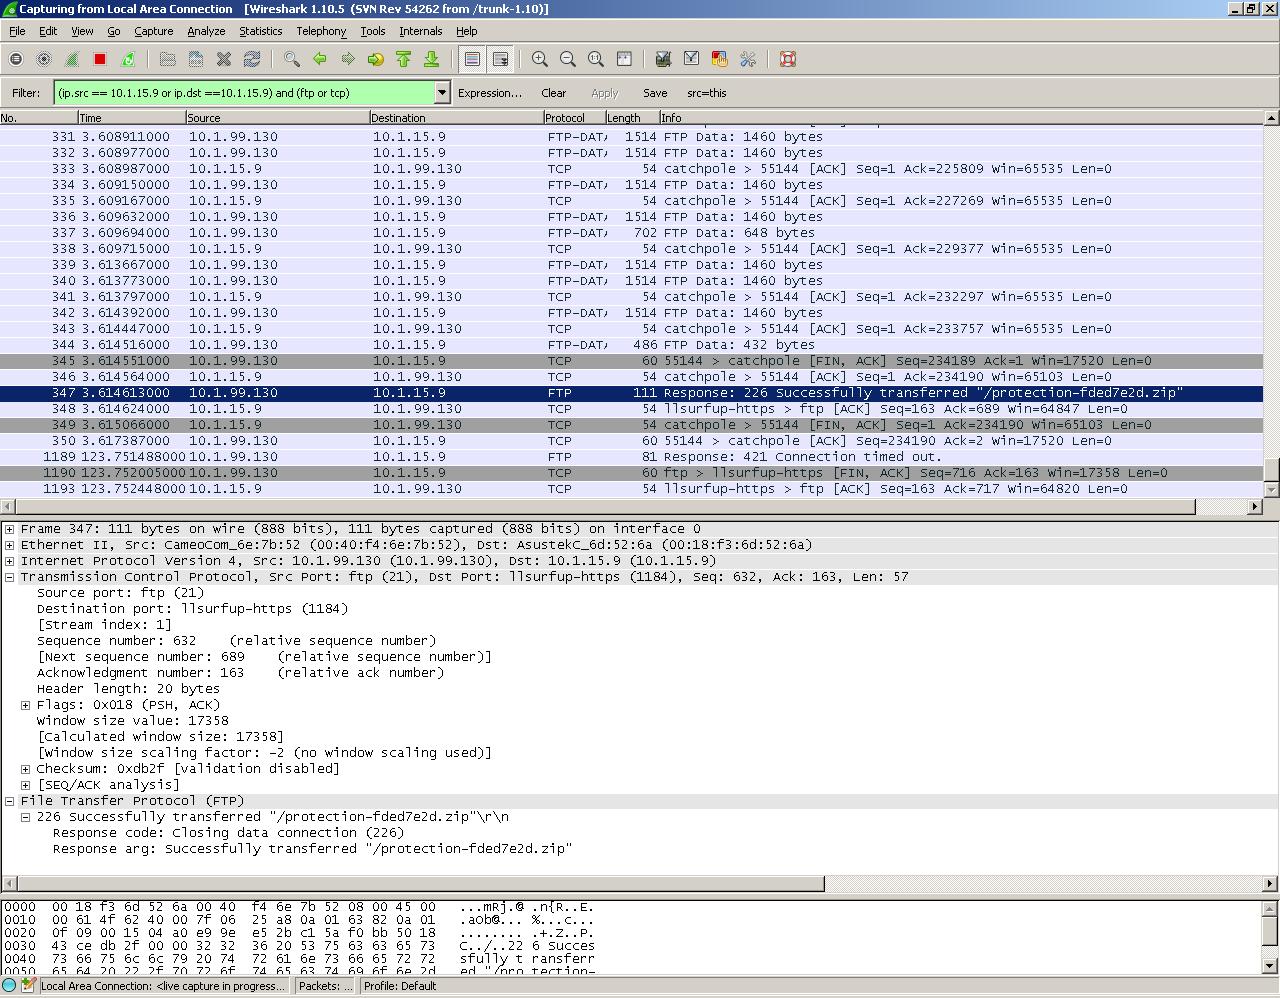 Capturing from Local Area Connection [Wireshark 1.10.5 (SVN Rev 54262 from /trunk-1.10)]
File Edit View Go Capture Analyze Statistics Telephony Tools Internals Help
Filter: (ip.src == 10.1.15.9 or ip.dst ==10.1.15.9) and (ftp or tcp) Expression... Clear Apply Save src=this
No. Time Source Destination Protocol Length Info
331 3.608911000 10.1.99.130 10.1.15.9 FTP-DATA 1514 FTP Data: 1460 bytes
332 3.608977000 10.1.99.130 10.1.15.9 FTP-DATA 1514 FTP Data: 1460 bytes
333 3.608987000 10.1.15.9 10.1.99.130 TCP 54 catchpole > 55144 [ACK] Seq=1 Ack=225809 Win=65535 Len=0
334 3.609150000 10.1.99.130 10.1.15.9 FTP-DATA 1514 FTP Data: 1460 bytes
335 3.609167000 10.1.15.9 10.1.99.130 TCP 54 catchpole > 55144 [ACK] Seq=1 Ack=227269 Win=65535 Len=0
336 3.609632000 10.1.99.130 10.1.15.9 FTP-DATA 1514 FTP Data: 1460 bytes
337 3.609694000 10.1.99.130 10.1.15.9 FTP-DATA 702 FTP Data: 648 bytes
338 3.609715000 10.1.15.9 10.1.99.130 TCP 54 catchpole > 55144 [ACK] Seq=1 Ack=229377 Win=65535 Len=0
339 3.613667000 10.1.99.130 10.1.15.9 FTP-DATA 1514 FTP Data: 1460 bytes
340 3.613773000 10.1.99.130 10.1.15.9 FTP-DATA 1514 FTP Data: 1460 bytes
341 3.613797000 10.1.15.9 10.1.99.130 TCP 54 catchpole > 55144 [ACK] Seq=1 Ack=232297 Win=65535 Len=0
342 3.614392000 10.1.99.130 10.1.15.9 FTP-DATA 1514 FTP Data: 1460 bytes
343 3.614447000 10.1.15.9 10.1.99.130 TCP 54 catchpole > 55144 [ACK] Seq=1 Ack=233757 Win=65535 Len=0
344 3.614516000 10.1.99.130 10.1.15.9 FTP-DATA 486 FTP Data: 432 bytes
345 3.614551000 10.1.99.130 10.1.15.9 TCP 60 55144 > catchpole [FIN, ACK] Seq=234189 Ack=1 Win=17520 Len=0
346 3.614564000 10.1.15.9 10.1.99.130 TCP 54 catchpole > 55144 [ACK] Seq=1 Ack=234190 Win=65103 Len=0
347 3.614613000 10.1.99.130 10.1.15.9 FTP 111 Response: 226 Successfully transferred "/protection-fded7e2d.zip"
348 3.614624000 10.1.15.9 10.1.99.130 TCP 54 llsurfup-https > ftp [ACK] Seq=163 Ack=689 Win=64847 Len=0
349 3.615066000 10.1.15.9 10.1.99.130 TCP 54 catchpole > 55144 [FIN, ACK] Seq=1 Ack=234190 Win=65103 Len=0
350 3.617387000 10.1.99.130 10.1.15.9 TCP 60 55144 > catchpole [ACK] Seq=234190 Ack=2 Win=17520 Len=0
1189 123.751488000 10.1.99.130 10.1.15.9 FTP 81 Response: 421 Connection timed out.
1190 123.752005000 10.1.99.130 10.1.15.9 TCP 60 ftp > llsurfup-https [FIN, ACK] Seq=716 Ack=163 Win=17358 Len=0
1193 123.752448000 10.1.15.9 10.1.99.130 TCP 54 llsurfup-https > ftp [ACK] Seq=163 Ack=717 Win=64820 Len=0
Frame 347: 111 bytes on wire (888 bits), 111 bytes captured (888 bits) on interface 0
Ethernet II, Src: CameoCom_6e:7b:52 (00:40:f4:6e:7b:52), Dst: AsustekC_6d:52:6a (00:18:f3:6d:52:6a)
Internet Protocol Version 4, Src: 10.1.99.130 (10.1.99.130), Dst: 10.1.15.9 (10.1.15.9)
Transmission Control Protocol, Src Port: ftp (21), Dst Port: llsurfup-https (1184), Seq: 632, Ack: 163, Len: 57
Source port: ftp (21)
Destination port: llsurfup-https (1184)
[Stream index: 1]
Sequence number: 632 (relative sequence number)
[Next sequence number: 689 (relative sequence number)]
Acknowledgment number: 163 (relative ack number)
Header length: 20 bytes
Flags: 0x018 (PSH, ACK)
Window size value: 17358
[Calculated window size: 17358]
[Window size scaling factor: -2 (no window scaling used)]
Checksum: 0xdb2f [validation disabled]
[SEQ/ACK analysis]
File Transfer Protocol (FTP)
226 Successfully transferred "/protection-fded7e2d.zip"\r\n
Response code: Closing data connection (226)
Response arg: Successfully transferred "/protection-fded7e2d.zip"
0000 00 18 f3 6d 52 6a 00 40 f4 6e 7b 52 08 00 45 00 ...mRj.@ .n{R..E.
0010 00 61 4f 62 40 00 7f 06 25 a8 0a 01 63 82 0a 01 .aOb@... %...c...
0020 0f 09 00 15 04 a0 e9 9e e5 2b c1 5a f0 bb 50 18 ........ .+.Z..P.
0030 43 ce db 2f 00 00 32 32 36 20 53 75 63 63 65 73 C../..22 6 Succes
0040 73 66 75 6c 6c 79 20 74 72 61 6e 73 66 65 72 72 sfully t ransferr
0050 65 64 20 22 2f 70 72 6f 74 65 63 74 69 6f 6e 2d ed "/pro tection-
Local Area Connection: <live capture in progress... Packets: ... Profile: Default